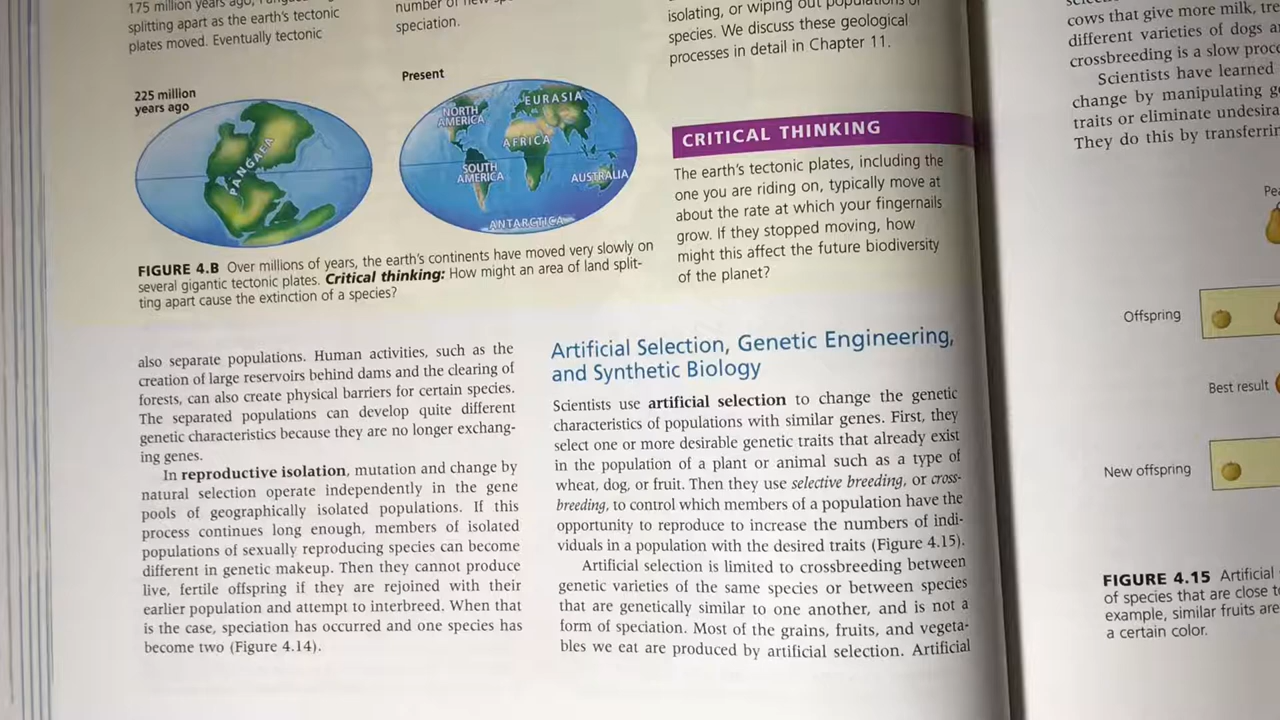 175 million years ago,
splitting apart as the earth's tectonic
plates moved. Eventually tectonic
number of new
speciation.
isolating, or wiping out populations of
species. We discuss these geological
processes in detail in Chapter 11.
225 million
years ago
PANGAEA
Present
NORTH
AMERICA
EURASIA
AFRICA
SOUTH
AMERICA
AUSTRALIA
ANTARCTICA
FIGURE 4.B Over millions of years, the earth's continents have moved very slowly on
several gigantic tectonic plates. Critical thinking: How might an area of land split-
ting apart cause the extinction of a species?
CRITICAL THINKING
The earth's tectonic plates, including the
one you are riding on, typically move at
about the rate at which your fingernails
grow. If they stopped moving, how
might this affect the future biodiversity
of the planet?
also separate populations. Human activities, such as the
creation of large reservoirs behind dams and the clearing of
forests, can also create physical barriers for certain species.
The separated populations can develop quite different
genetic characteristics because they are no longer exchang-
ing genes.
In reproductive isolation, mutation and change by
natural selection operate independently in the gene
pools of geographically isolated populations. If this
process continues long enough, members of isolated
populations of sexually reproducing species can become
different in genetic makeup. Then they cannot produce
live, fertile offspring if they are rejoined with their
earlier population and attempt to interbreed. When that
is the case, speciation has occurred and one species has
become two (Figure 4.14).
Artificial Selection, Genetic Engineering,
and Synthetic Biology
Scientists use artificial selection to change the genetic
characteristics of populations with similar genes. First, they
select one or more desirable genetic traits that already exist
in the population of a plant or animal such as a type of
wheat, dog, or fruit. Then they use selective breeding, or cross-
breeding, to control which members of a population have the
opportunity to reproduce to increase the numbers of indi-
viduals in a population with the desired traits (Figure 4.15).
Artificial selection is limited to crossbreeding between
genetic varieties of the same species or between species
that are genetically similar to one another, and is not a
form of speciation. Most of the grains, fruits, and vegeta-
bles we eat are produced by artificial selection. Artificial
cows that give more milk,
different varieties of dogs
crossbreeding is a slow
Scientists have learned
change by manipulating
traits or eliminate
They do this by
Offspring
Best result
New offspring
FIGURE 4.15 Artificial
of species that are close
example, similar fruits are
a certain color.